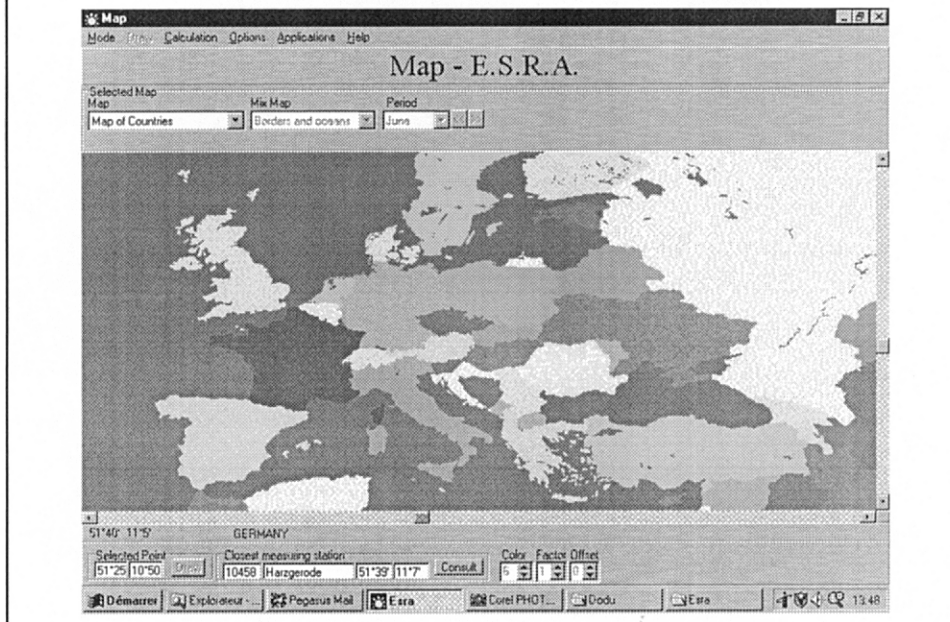 Map
Mode Draw Calculation Options Applications Help
Map - E.S.R.A.
Selected Map
Map Mix Map Period
Map of Countries Borders and oceans June << >>
51°40' 11°5' GERMANY
Selected Point Closest measuring station Color Factor Offset
51°25 10°50 Draw 10458 Harzgerode 51°39' 11°7' Consult 6 1 0
Démarrer Explorateur -... Pegasus Mail Esra Corel PHOT... Dodu Esra 13:48